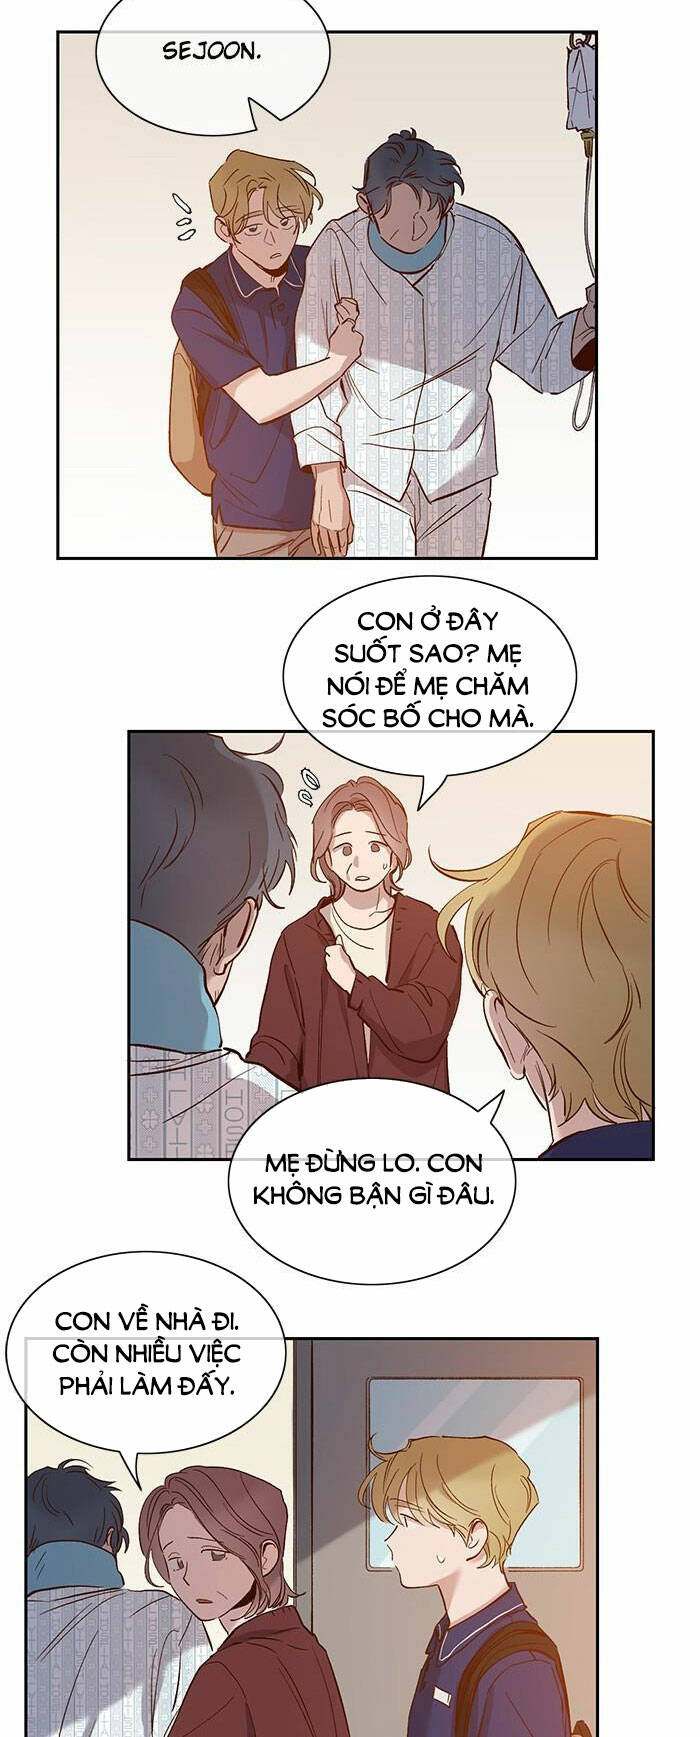 SEJOON.
CON Ở ĐÂY
SUỐT SAO? MẸ
NÓI ĐỂ MẸ CHĂM
SÓC BỐ CHO MÀ.
MẸ ĐỪNG LO. CON
KHÔNG BẬN GÌ ĐÂU.
CON VỀ NHÀ ĐI.
CÒN NHIỀU VIỆC
PHẢI LÀM ĐẤY.